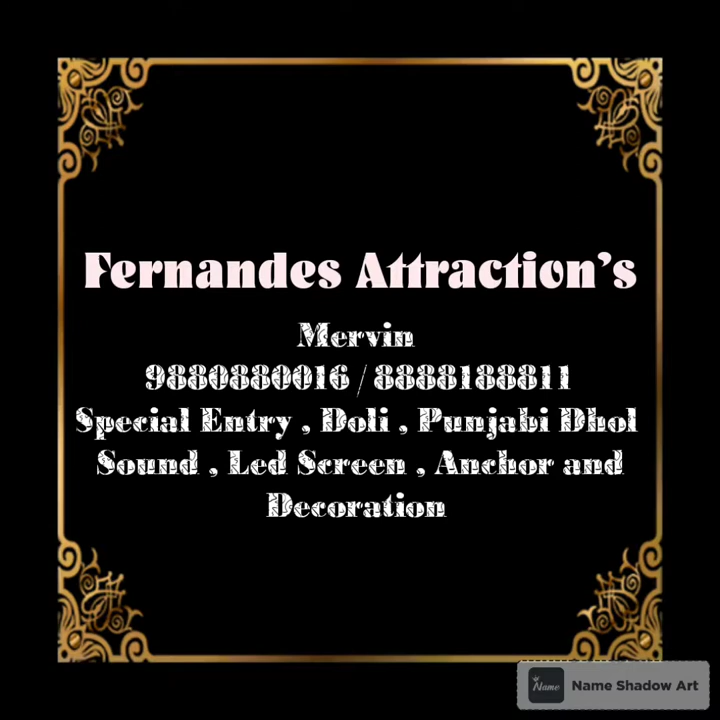 Fernandes Attraction's
Mervin
9880880016 / 8888188811
Special Entry , Doli , Punjabi Dhol
Sound , Led Screen , Anchor and
Decoration
Name Name Shadow Art